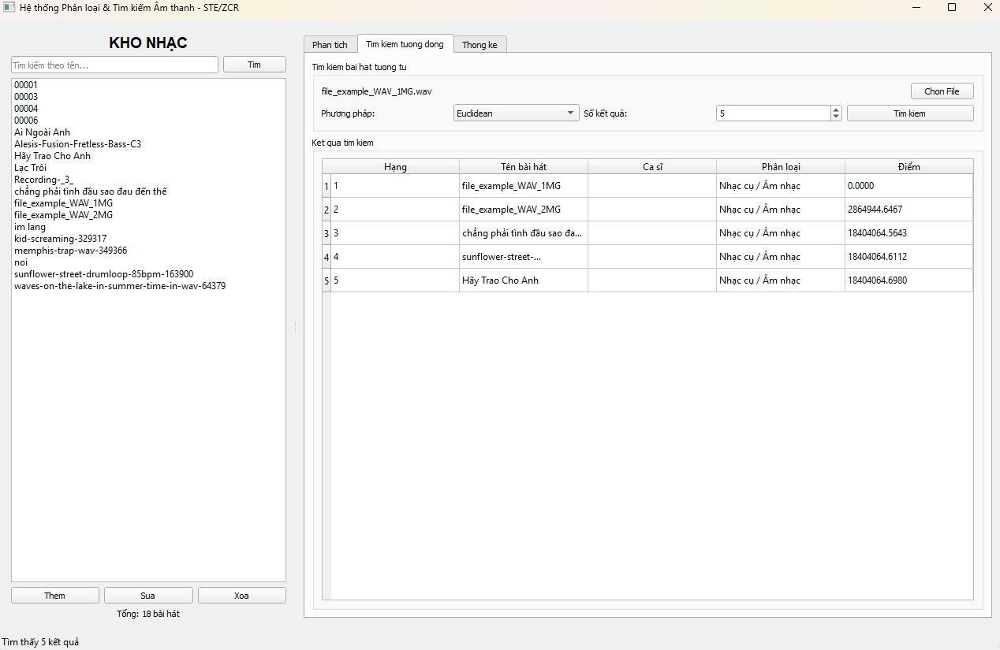 Hệ thống Phân loại & Tìm kiếm Âm thanh - STE/ZCR
KHO NHẠC
Tìm kiếm theo tên...
Tim
00001
00003
00004
00006
Ai Ngoài Anh
Alesis-Fusion-Fretless-Bass-C3
Hãy Trao Cho Anh
Lạc Trôi
Recording-_3_
chẳng phải tình đầu sao đau đến thế
file_example_WAV_1MG
file_example_WAV_2MG
im lang
kid-screaming-329317
memphis-trap-wav-349366
noi
sunflower-street-drumloop-85bpm-163900
waves-on-the-lake-in-summer-time-in-wav-64379
Them Sua Xoa
Tổng: 18 bài hát
Phan tich Tim kiem tuong dong Thong ke
Tim kiem bai hat tuong tu
file_example_WAV_1MG.wav Chon File
Phương pháp: Euclidean Số kết quả: 5 Tim kiem
Ket qua tim kiem
Hạng Tên bài hát Ca sĩ Phân loại Điểm
1 1 file_example_WAV_1MG Nhạc cụ / Âm nhạc 0.0000
2 2 file_example_WAV_2MG Nhạc cụ / Âm nhạc 2864944.6467
3 3 chẳng phải tình đầu sao đa... Nhạc cụ / Âm nhạc 18404064.5643
4 4 sunflower-street-... Nhạc cụ / Âm nhạc 18404064.6112
5 5 Hãy Trao Cho Anh Nhạc cụ / Âm nhạc 18404064.6980
Tìm thấy 5 kết quả